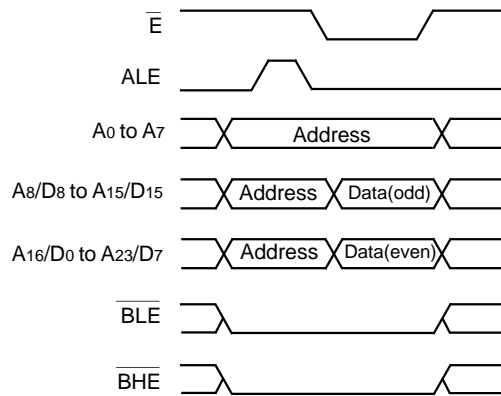 E
ALE
A0 to A7 Address
A8/D8 to A15/D15 Address Data(odd)
A16/D0 to A23/D7 Address Data(even)
BLE
BHE